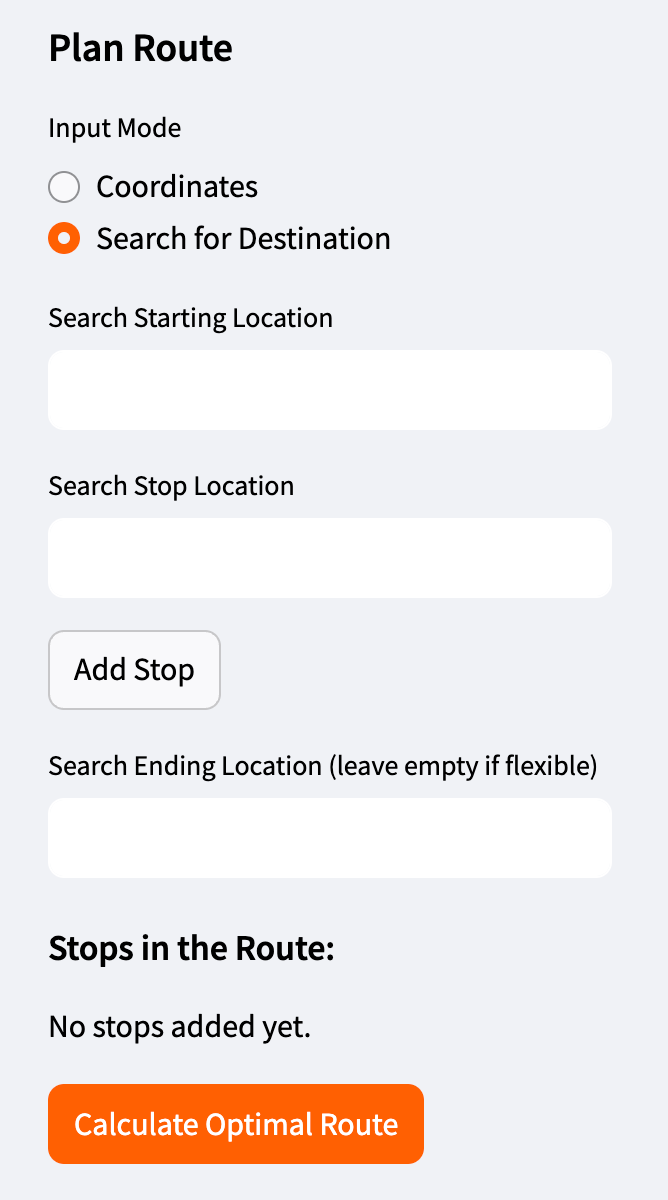 Plan Route
Input Mode
Coordinates
Search for Destination
Search Starting Location
Search Stop Location
Add Stop
Search Ending Location (leave empty if flexible)
Stops in the Route:
No stops added yet.
Calculate Optimal Route